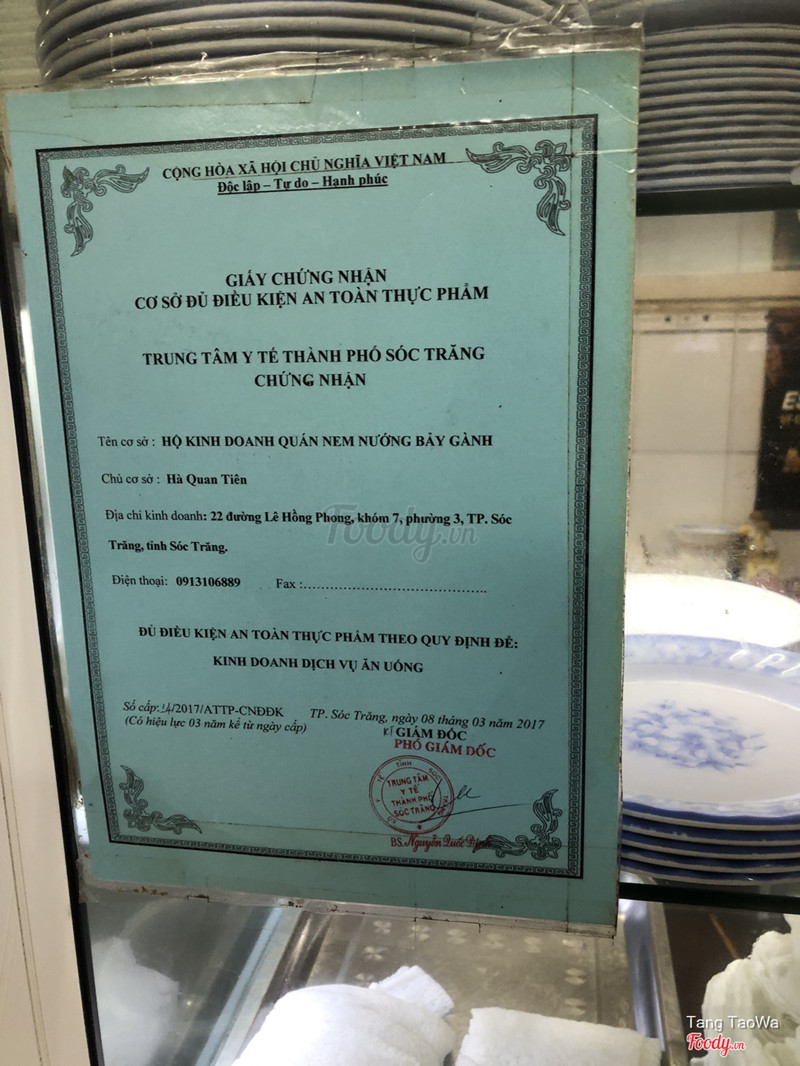 CỘNG HÒA XÃ HỘI CHỦ NGHĨA VIỆT NAM
Độc lập – Tự do – Hạnh phúc
GIẤY CHỨNG NHẬN
CƠ SỞ ĐỦ ĐIỀU KIỆN AN TOÀN THỰC PHẨM
TRUNG TÂM Y TẾ THÀNH PHỐ SÓC TRĂNG
CHỨNG NHẬN
Tên cơ sở : HỘ KINH DOANH QUÁN NEM NƯỚNG BẢY GÀNH
Chủ cơ sở : Hà Quan Tiên
Địa chỉ kinh doanh: 22 đường Lê Hồng Phong, khóm 7, phường 3, TP. Sóc
Trăng, tỉnh Sóc Trăng.
Foody.vn
Điện thoại: 0913106889 Fax :..............................................
ĐỦ ĐIỀU KIỆN AN TOÀN THỰC PHẨM THEO QUY ĐỊNH ĐỂ:
KINH DOANH DỊCH VỤ ĂN UỐNG
Số cấp: /2017/ATTP-CNĐĐK
(Có hiệu lực 03 năm kể từ ngày cấp)
TP. Sóc Trăng, ngày 08 tháng 03 năm 2017
GIÁM ĐỐC
PHÓ GIÁM ĐỐC
TRUNG TÂM
Y TẾ
THÀNH PHỐ
SÓC TRĂNG
BS. Nguyễn Quốc
Tang TaoWa
Foody.vn